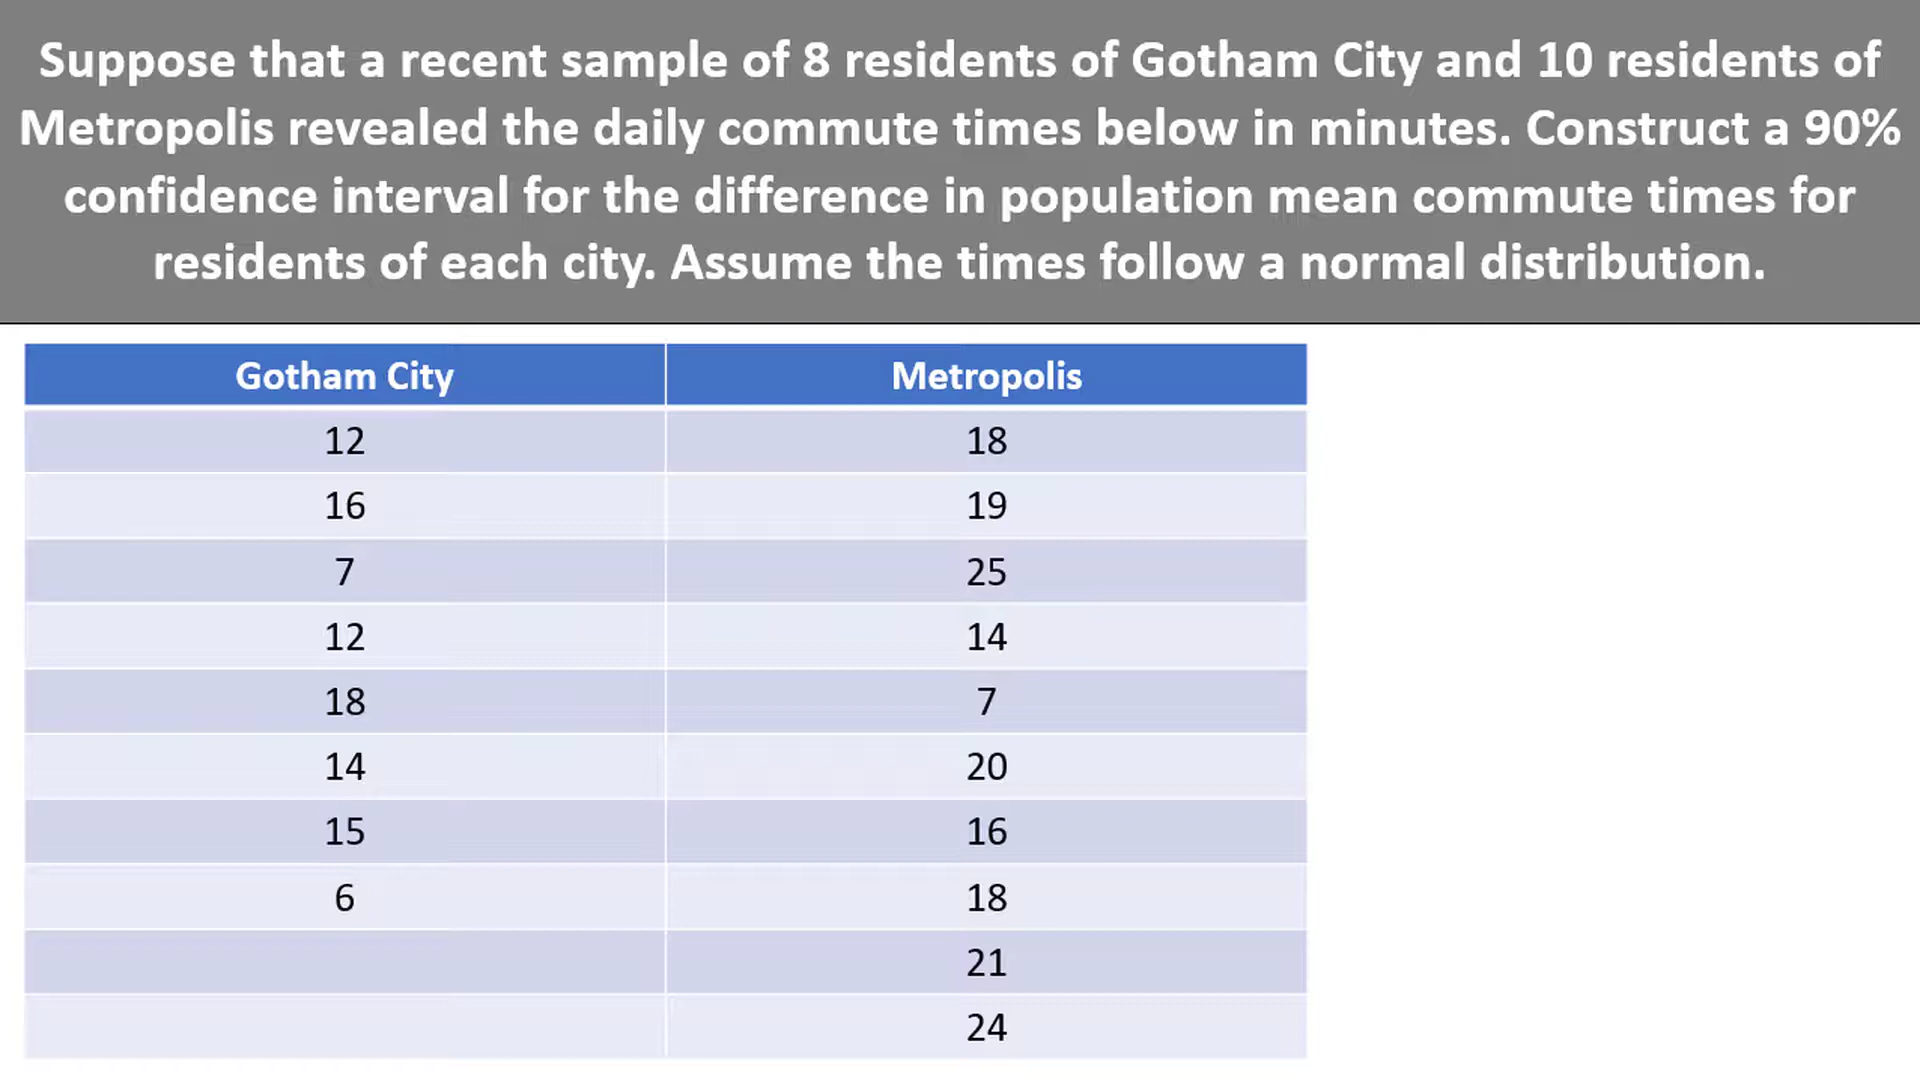 Suppose that a recent sample of 8 residents of Gotham City and 10 residents of
Metropolis revealed the daily commute times below in minutes. Construct a 90%
confidence interval for the difference in population mean commute times for
residents of each city. Assume the times follow a normal distribution.
Gotham City Metropolis
12 18
16 19
7 25
12 14
18 7
14 20
15 16
6 18
21
24